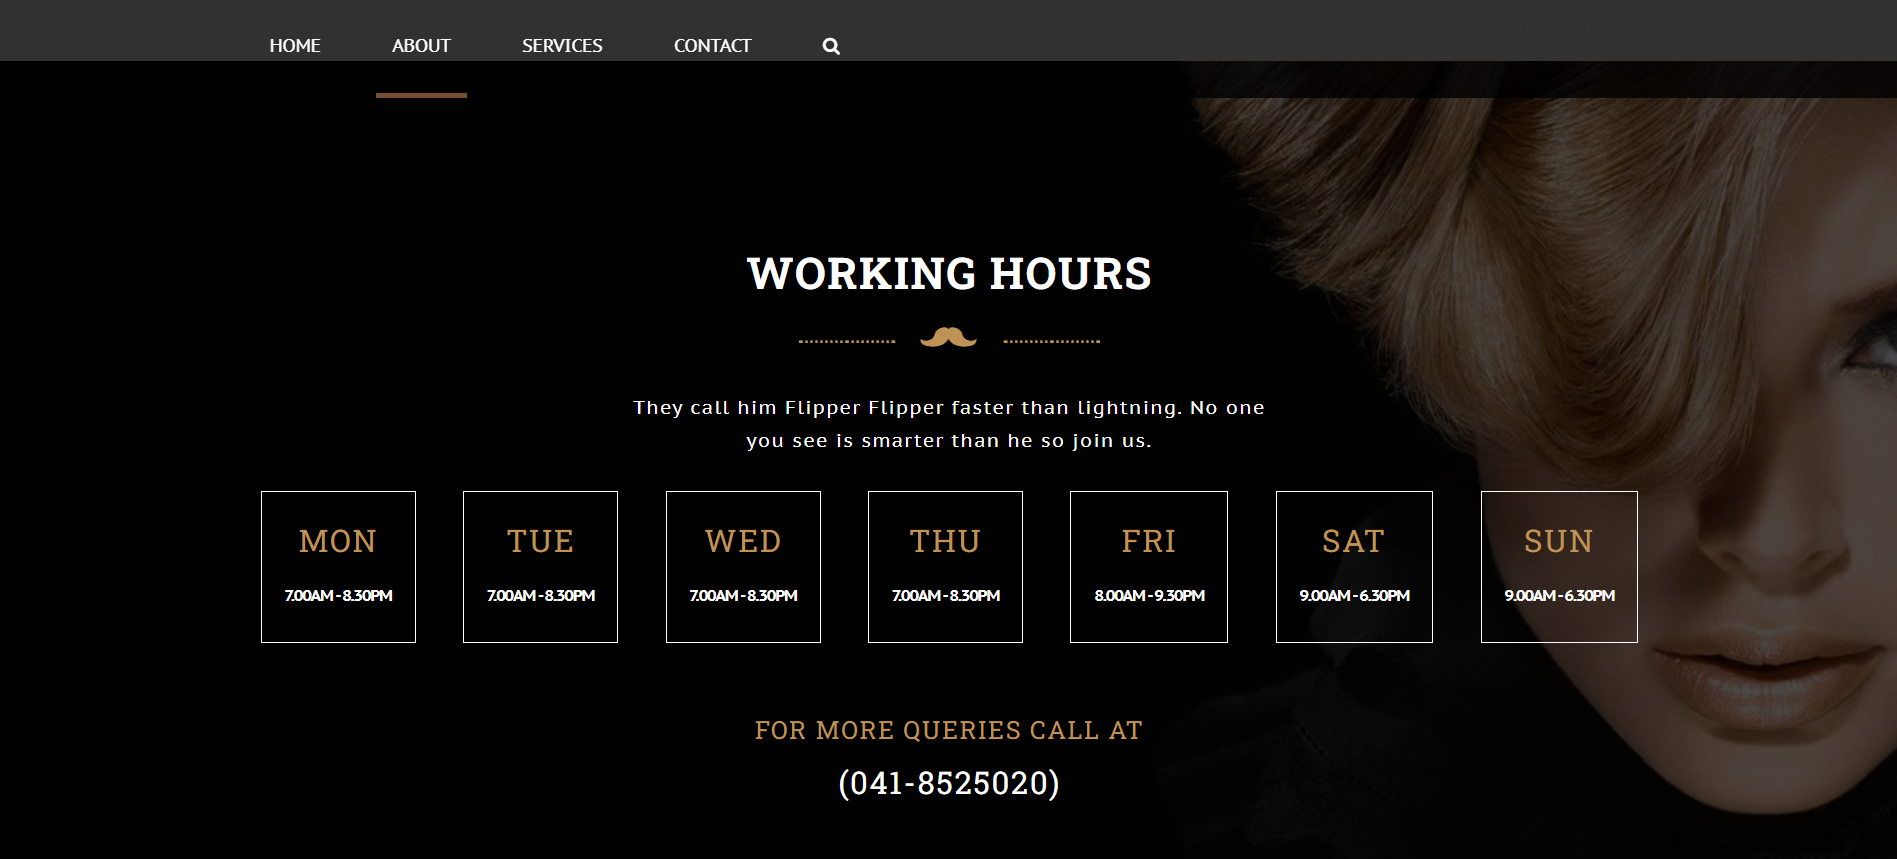 HOME ABOUT SERVICES CONTACT
WORKING HOURS
They call him Flipper Flipper faster than lightning. No one
you see is smarter than he so join us.
MON TUE WED THU FRI SAT SUN
7.00AM - 8.30PM 7.00AM - 8.30PM 7.00AM - 8.30PM 7.00AM - 8.30PM 8.00AM - 9.30PM 9.00AM - 6.30PM 9.00AM - 6.30PM
FOR MORE QUERIES CALL AT
(041-8525020)